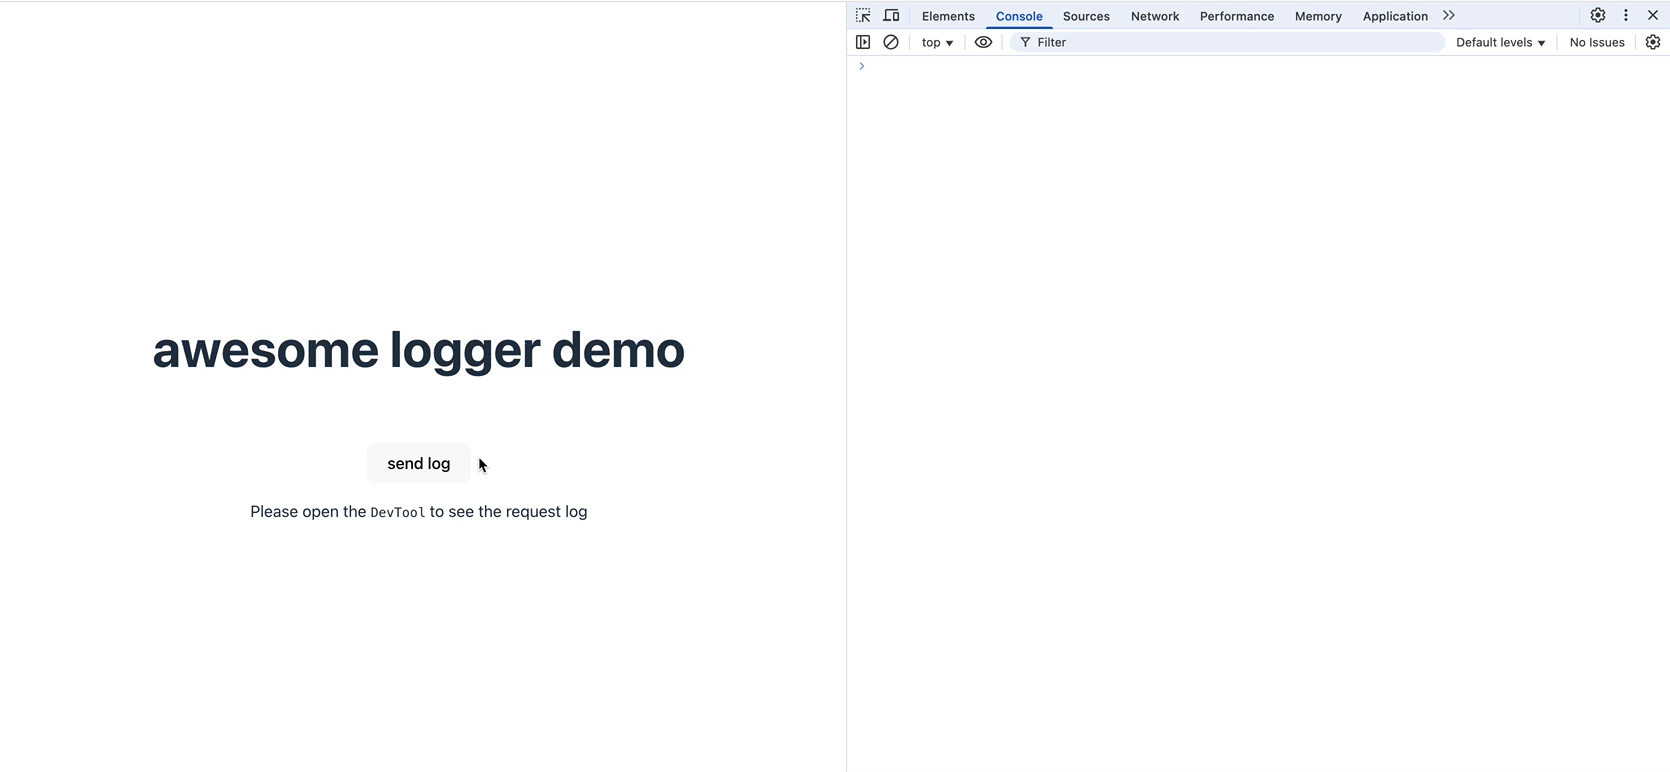 Elements Console Sources Network Performance Memory Application
top Filter Default levels No Issues
awesome logger demo
send log
Please open the DevTool to see the request log